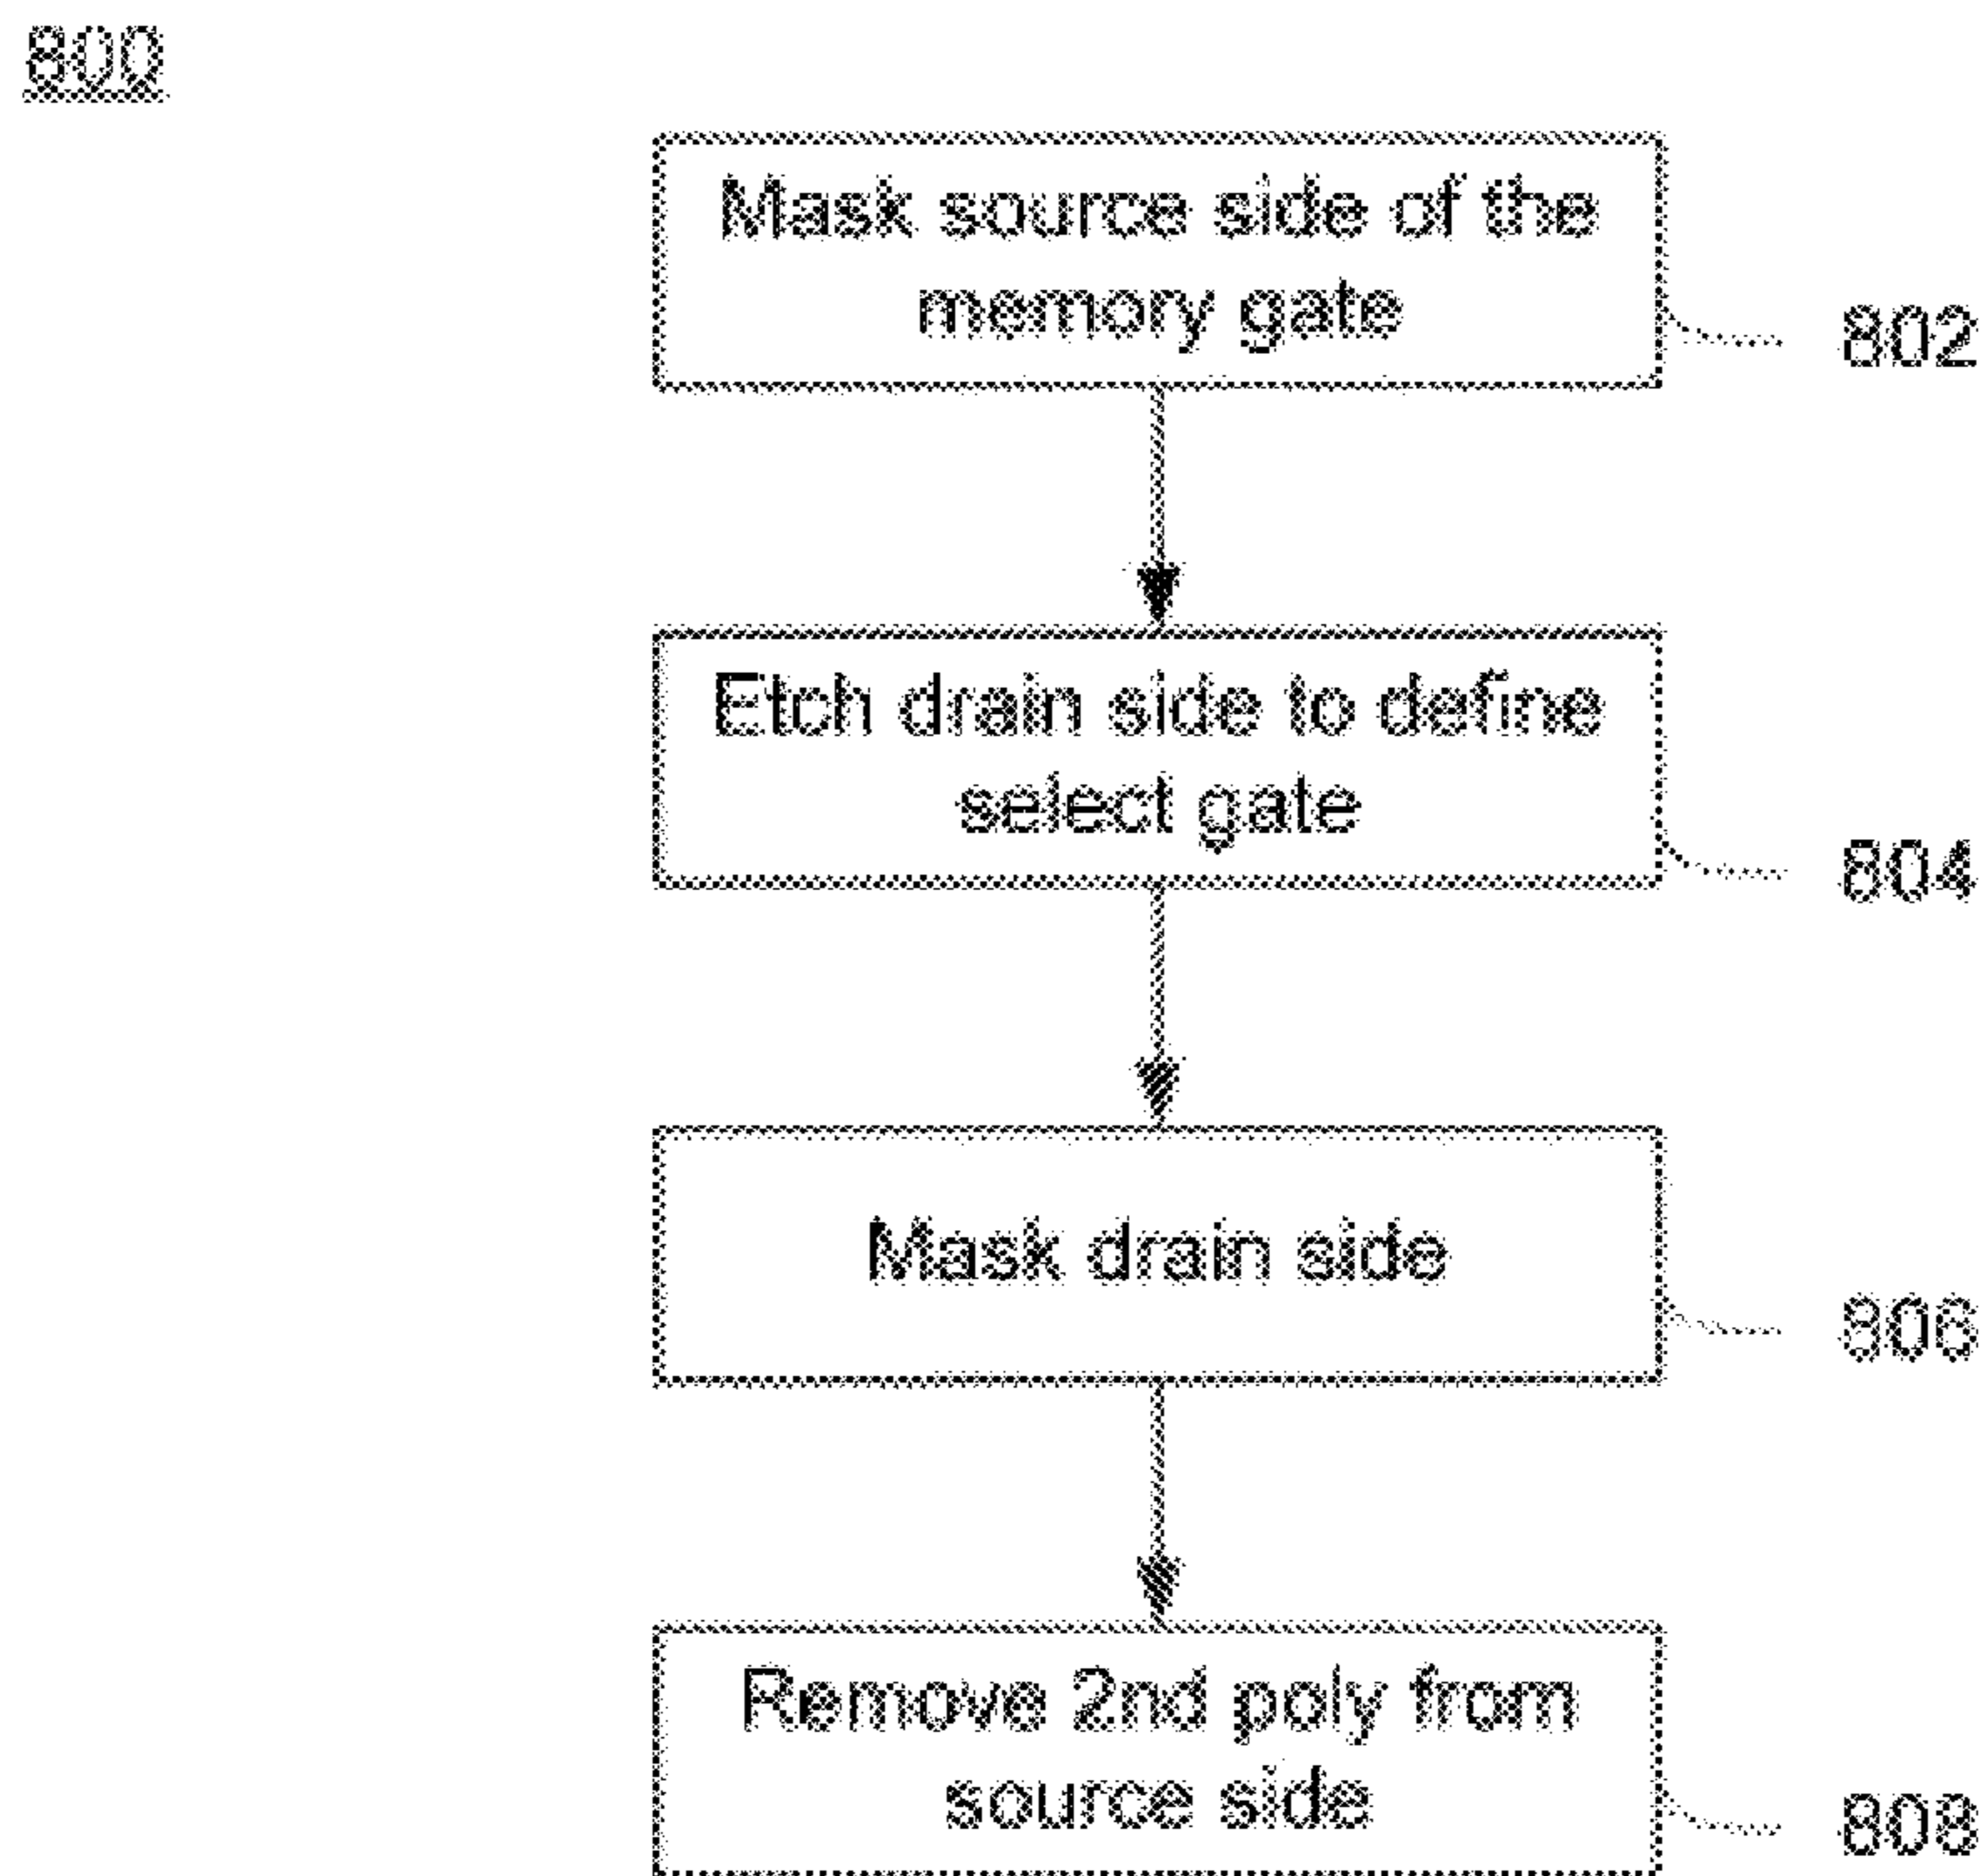 800
Mask source side of the
memory gate
802
Etch drain side to define
select gate
804
Mask drain side
806
Remove 2nd poly from
source side
808